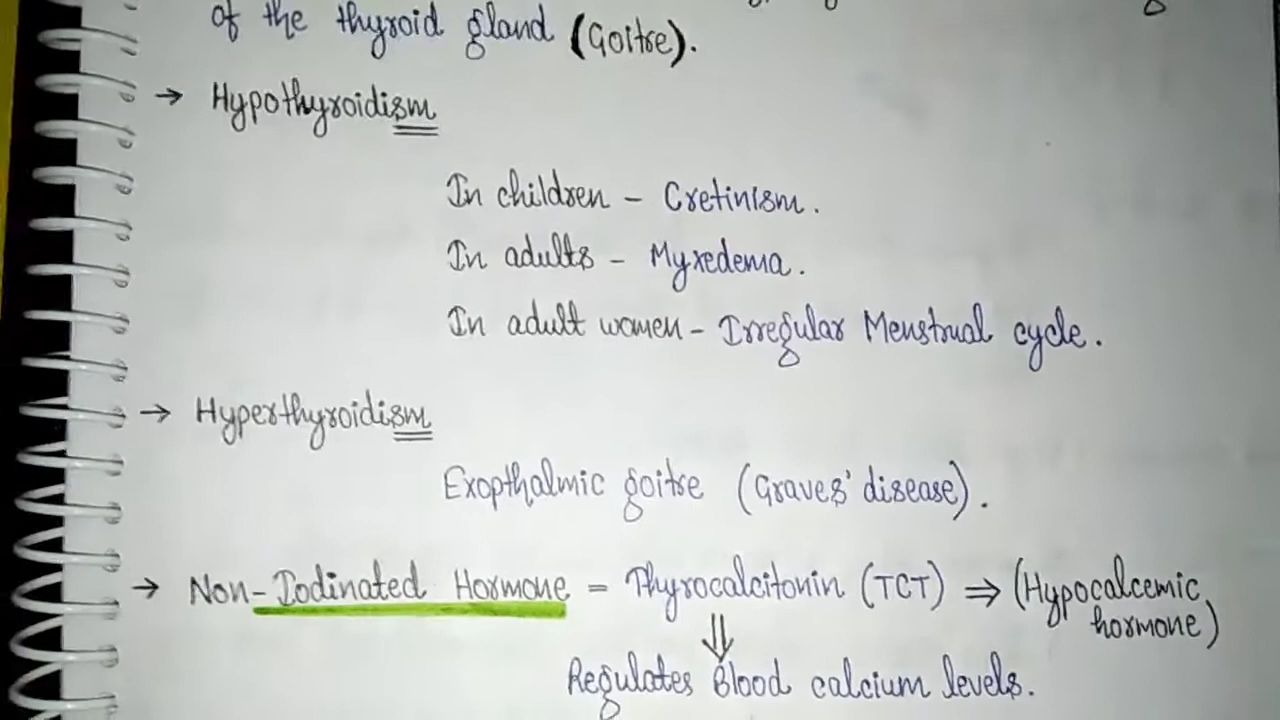 of the thyroid gland (Goitre).
→ Hypothyroidism
In children - Cretinism.
In adults - Myxedema.
In adult women - Irregular Menstrual cycle.
→ Hyperthyroidism
Exopthalmic goitre (Graves' disease).
→ Non-Iodinated Hormone = Thyrocalcitonin (TCT) ⇒ (Hypocalcemic
hormone)
⇓
Regulates Blood calcium levels.